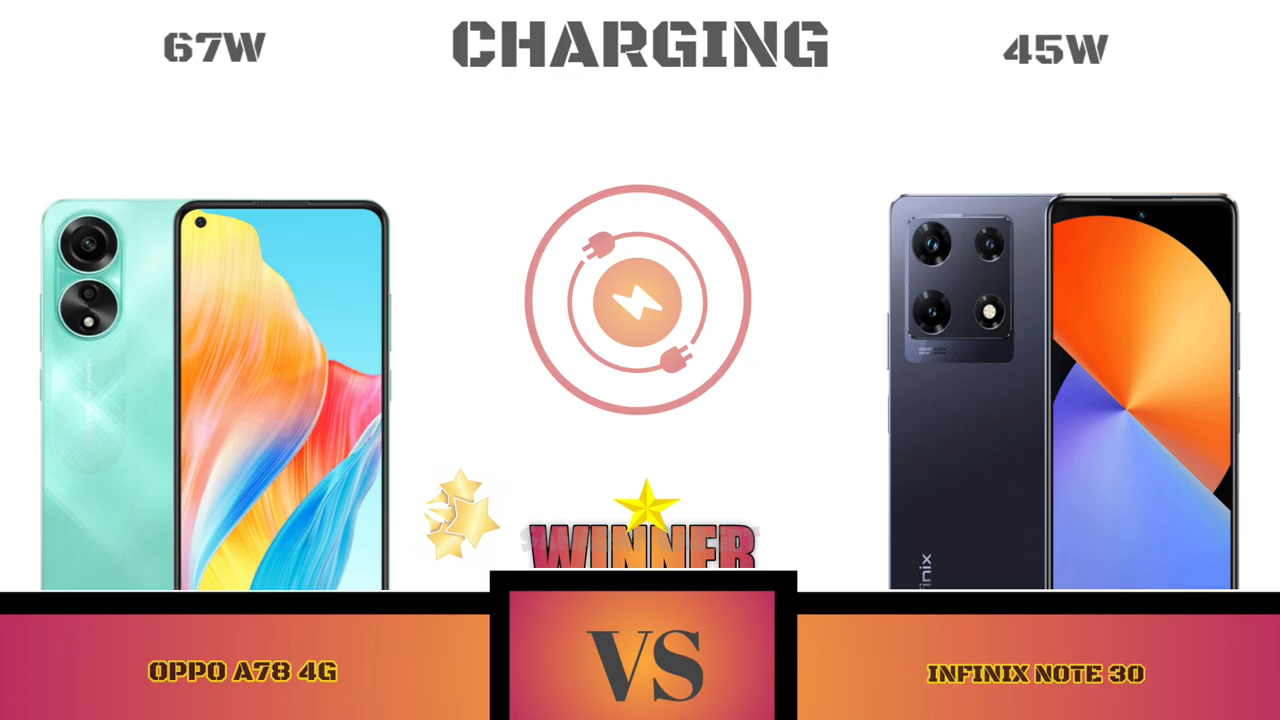 67W
CHARGING
45W
WINNER
VS
OPPO A78 4G
INFINIX NOTE 30